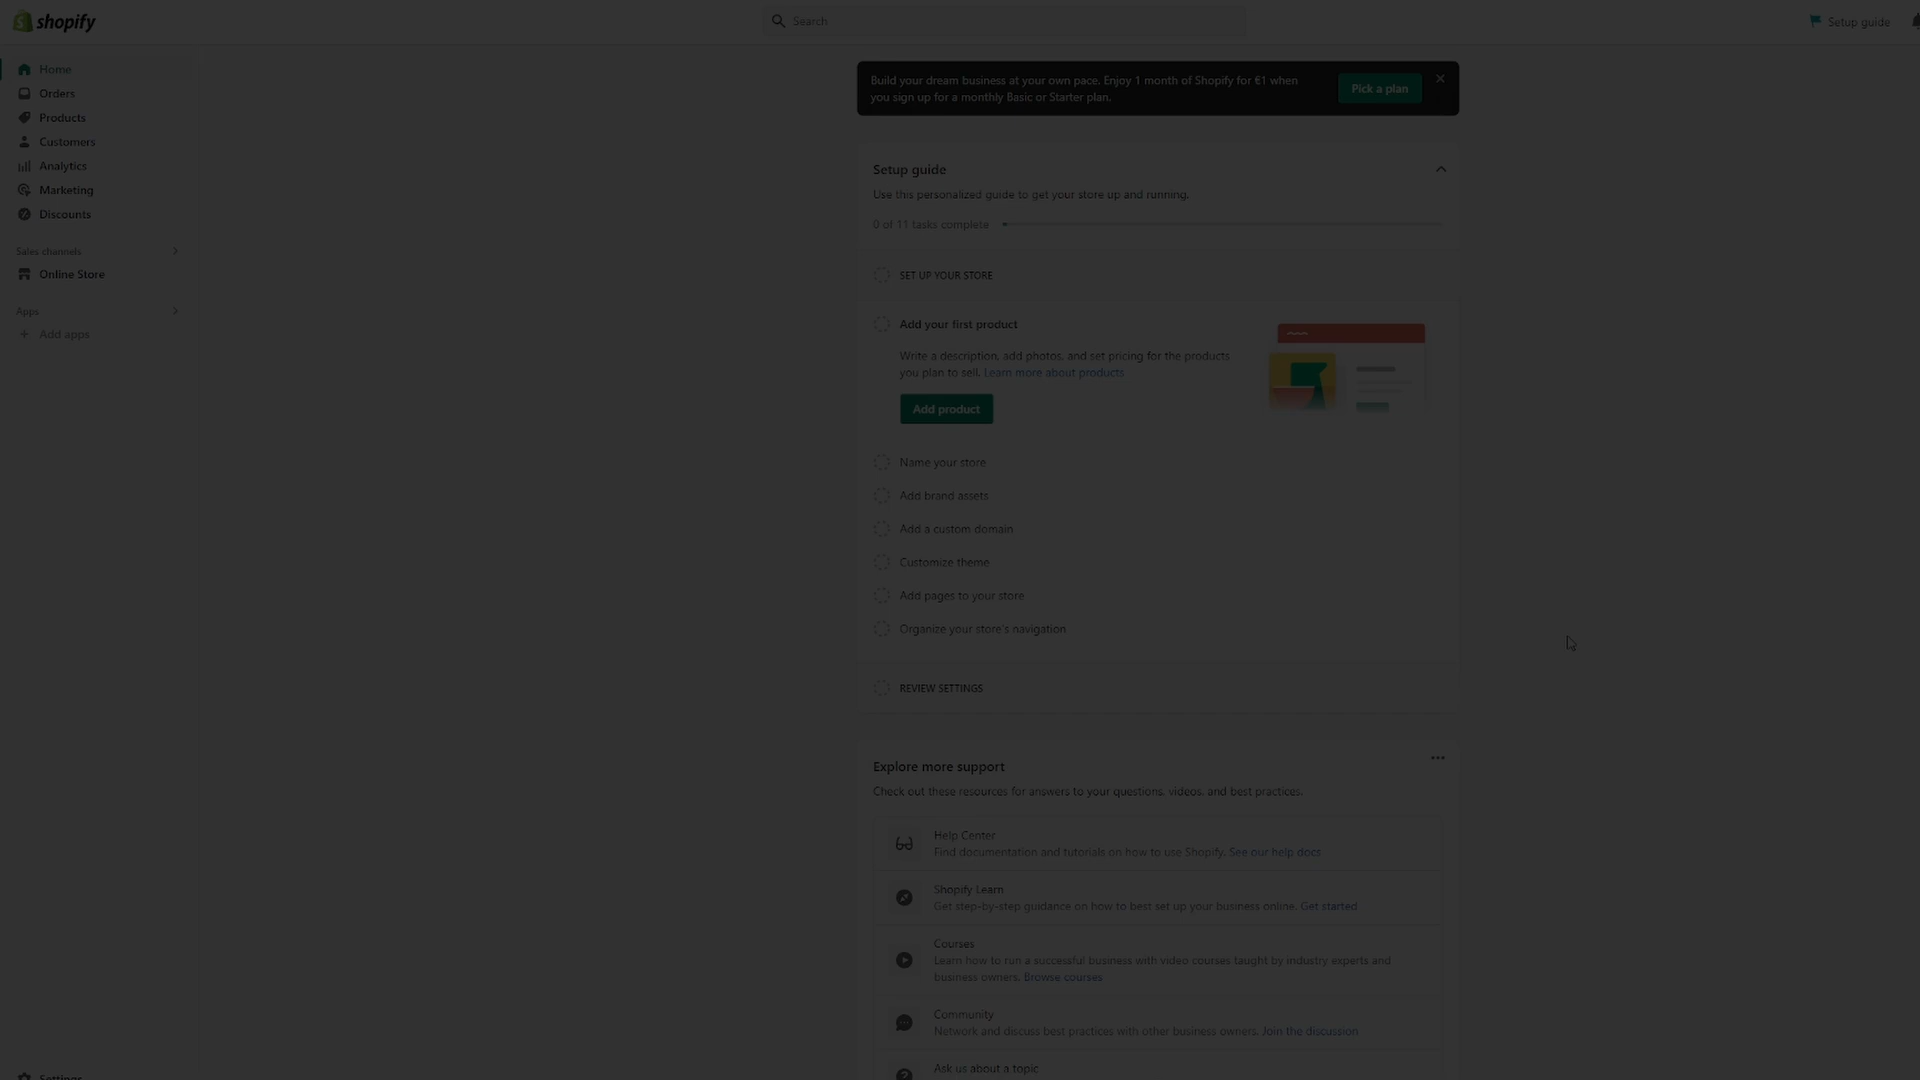 shopify
Search
Setup guide
Home
Orders
Products
Customers
Analytics
Marketing
Discounts
Sales channels
Online Store
Apps
Add apps
Settings
Build your dream business at your own pace. Enjoy 1 month of Shopify for €1 when
you sign up for a monthly Basic or Starter plan.
Pick a plan
Setup guide
Use this personalized guide to get your store up and running.
0 of 11 tasks complete
SET UP YOUR STORE
Add your first product
Write a description, add photos, and set pricing for the products
you plan to sell. Learn more about products
Add product
Name your store
Add brand assets
Add a custom domain
Customize theme
Add pages to your store
Organize your store's navigation
REVIEW SETTINGS
Explore more support
Check out these resources for answers to your questions, videos, and best practices.
Help Center
Find documentation and tutorials on how to use Shopify. See our help docs
Shopify Learn
Get step-by-step guidance on how to best set up your business online. Get started
Courses
Learn how to run a successful business with video courses taught by industry experts and
business owners. Browse courses
Community
Network and discuss best practices with other business owners. Join the discussion
Ask us about a topic